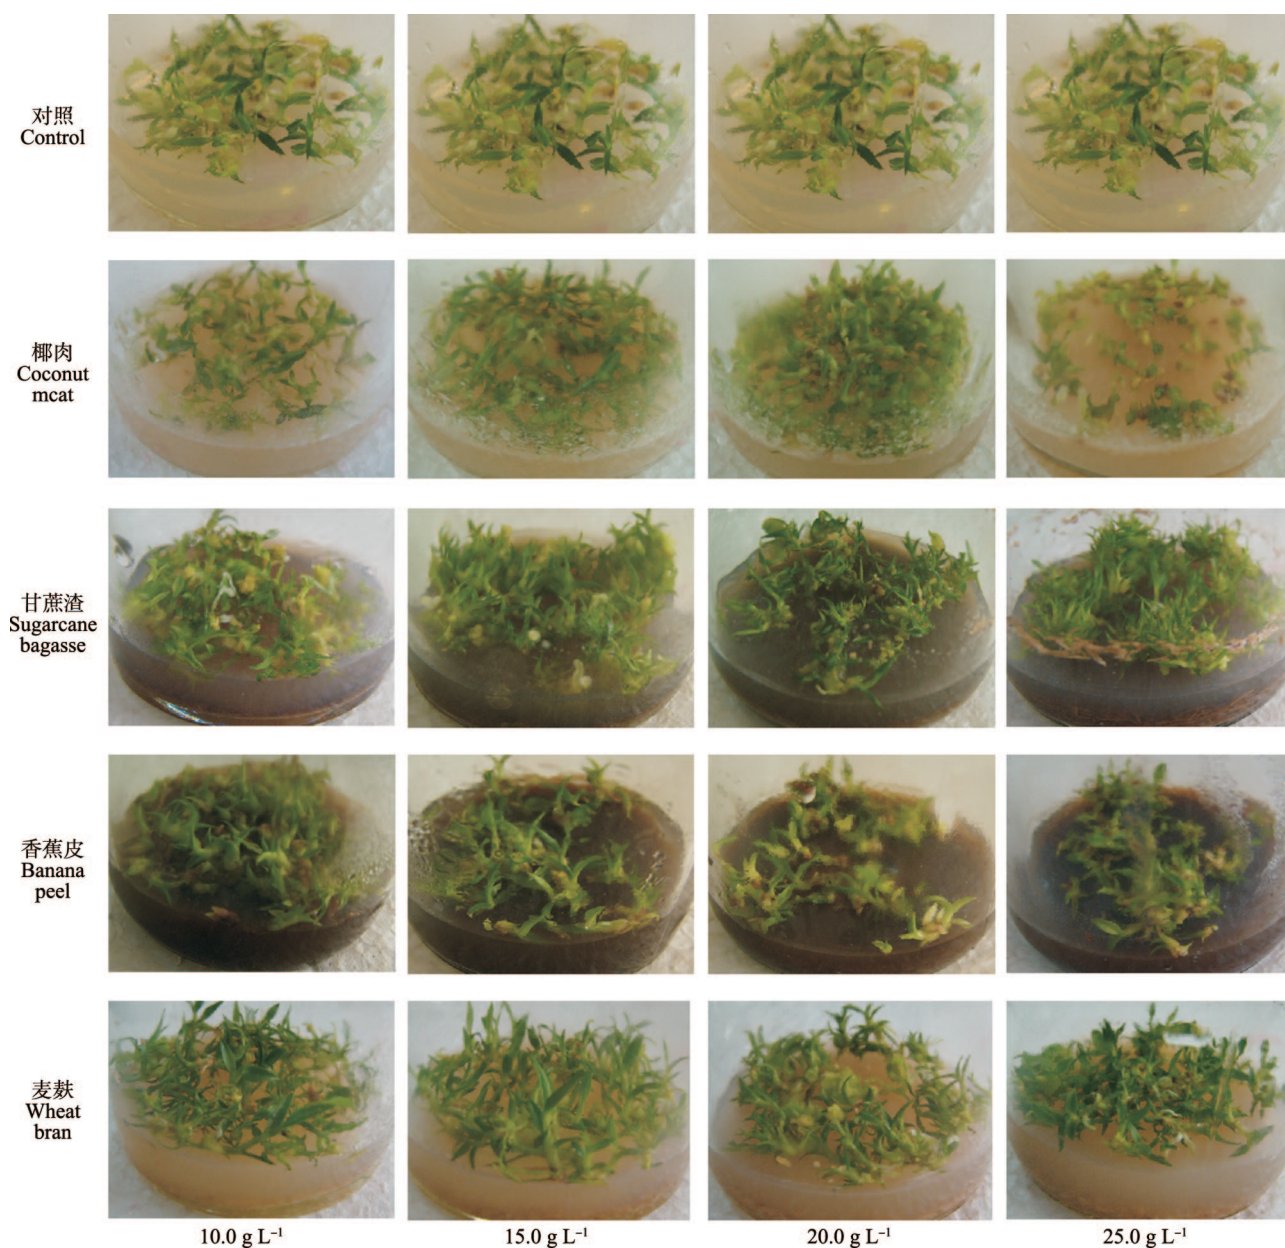 对照
Control
椰肉
Coconut
mcat
甘蔗渣
Sugarcane
bagasse
香蕉皮
Banana
peel
麦麸
Wheat
bran
10.0 g L⁻¹ 15.0 g L⁻¹ 20.0 g L⁻¹ 25.0 g L⁻¹